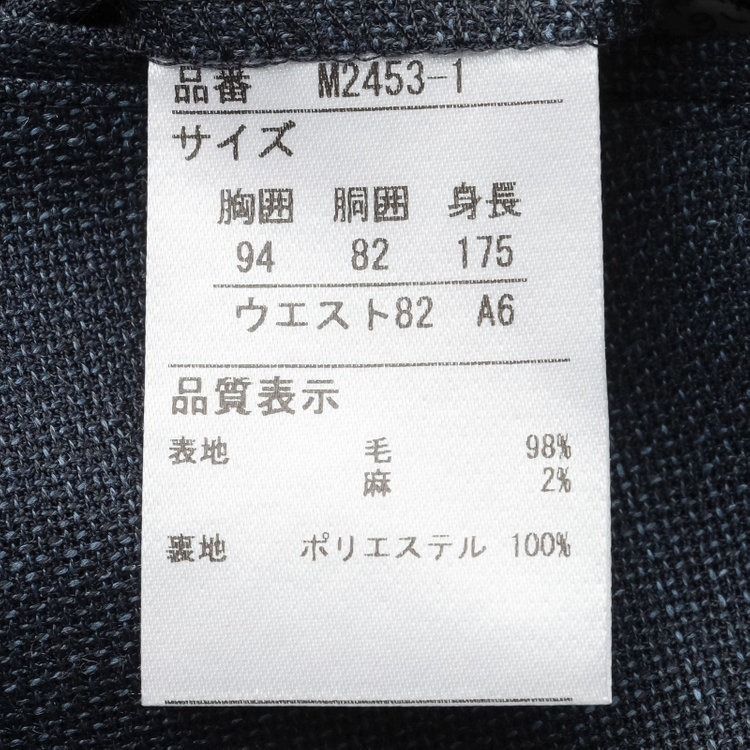 品番 M2453-1
サイズ
胸囲 胴囲 身長
94 82 175
ウエスト82 A6
品質表示
表地 毛 98%
麻 2%
裏地 ポリエステル 100%